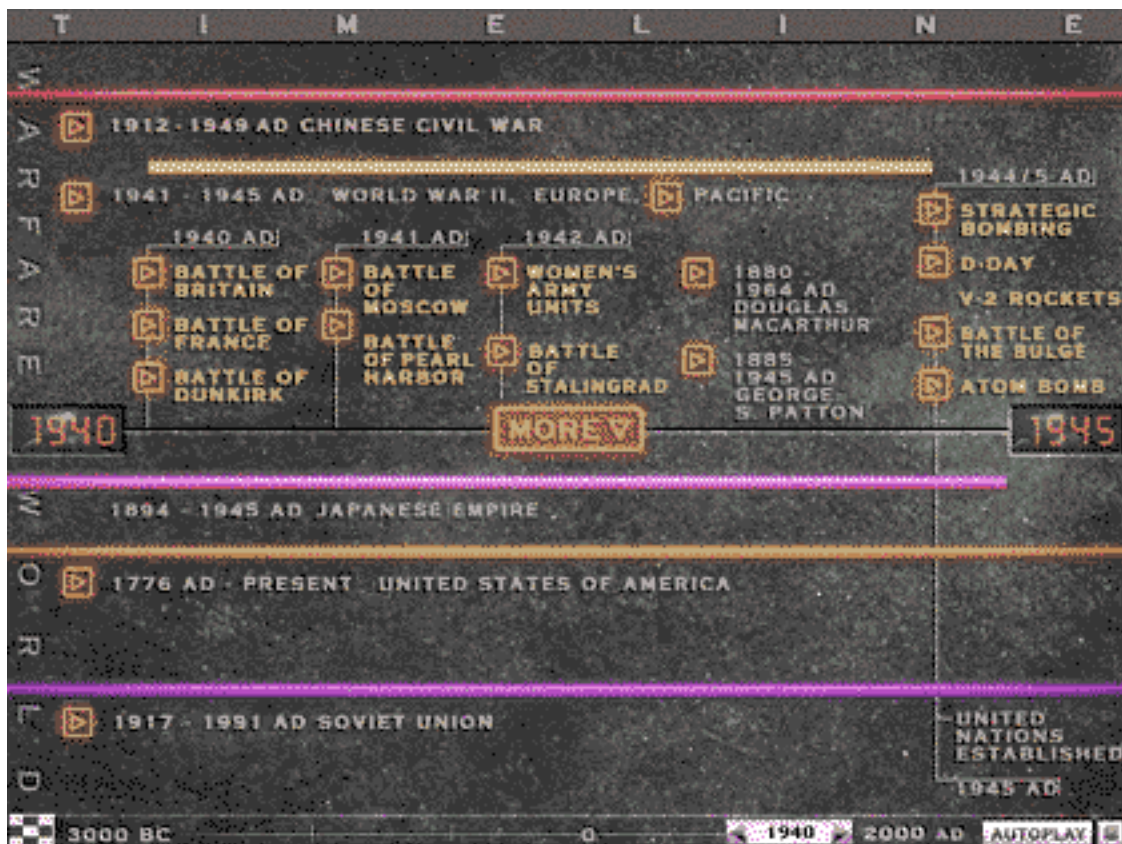 TIMELINE
WARFARE
1912 - 1949 AD CHINESE CIVIL WAR
1941 - 1945 AD WORLD WAR II, EUROPE, PACIFIC
1940 AD
BATTLE OF
BRITAIN
BATTLE OF
FRANCE
BATTLE OF
DUNKIRK
1941 AD
BATTLE
OF
MOSCOW
BATTLE
OF PEARL
HARBOR
1942 AD
WOMEN'S
ARMY
UNITS
BATTLE
OF
STALINGRAD
1880 -
1964 AD
DOUGLAS
MACARTHUR
1885 -
1945 AD
GEORGE
S. PATTON
1944/5 AD
STRATEGIC
BOMBING
D-DAY
V-2 ROCKETS
BATTLE OF
THE BULGE
ATOM BOMB
1940
MORE
1945
WORLD
1894 - 1945 AD JAPANESE EMPIRE
1776 AD - PRESENT UNITED STATES OF AMERICA
1917 - 1991 AD SOVIET UNION
UNITED
NATIONS
ESTABLISHED
1945 AD
3000 BC 0 1940 2000 AD AUTOPLAY